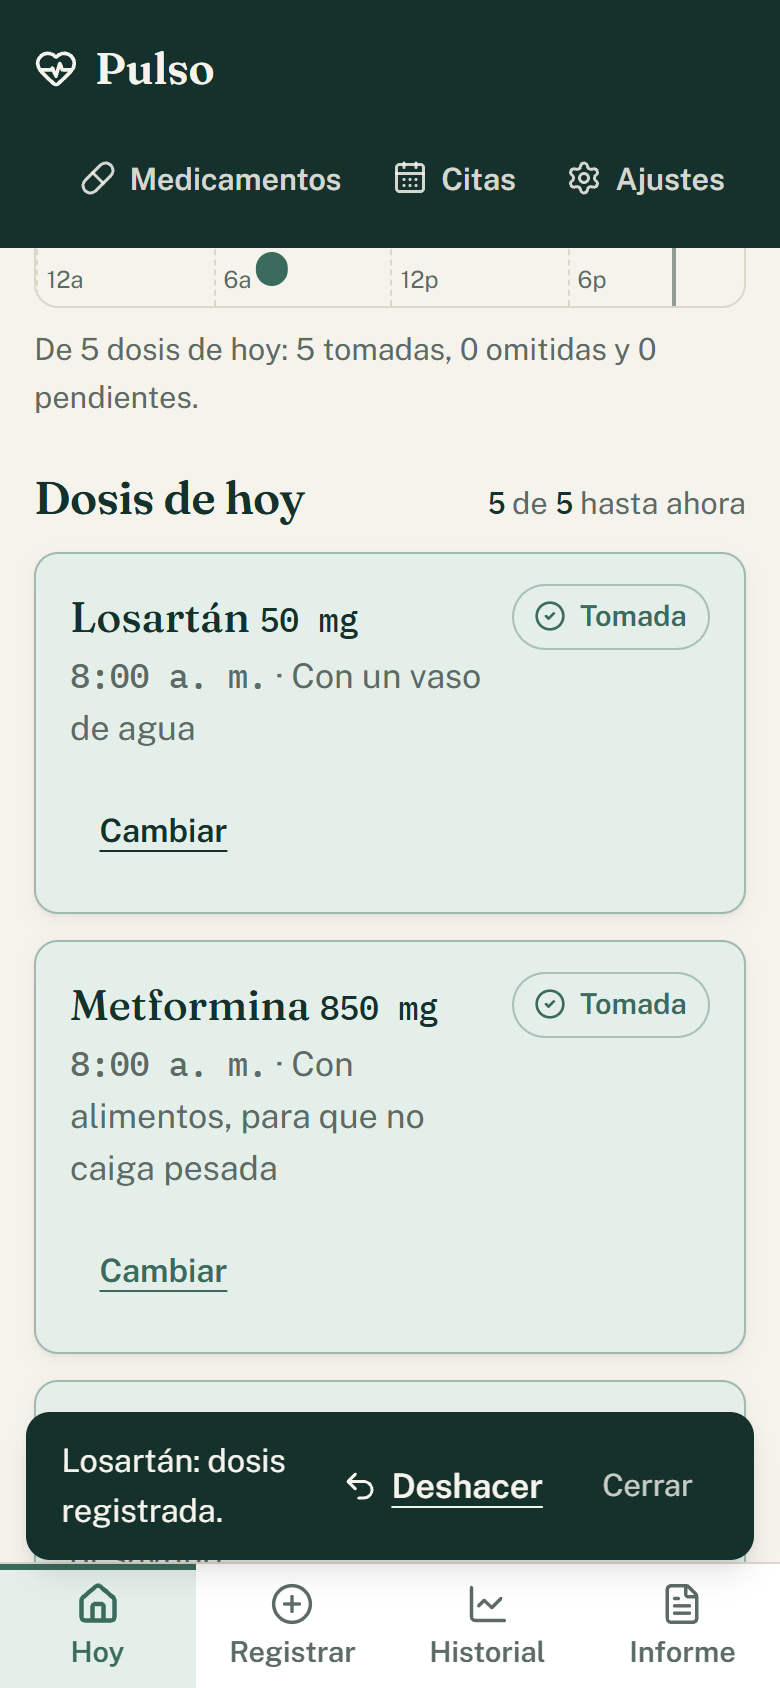 Pulso
Medicamentos Citas Ajustes
12a 6a 12p 6p
De 5 dosis de hoy: 5 tomadas, 0 omitidas y 0
pendientes.
Dosis de hoy 5 de 5 hasta ahora
Losartán 50 mg Tomada
8:00 a. m. · Con un vaso
de agua
Cambiar
Metformina 850 mg Tomada
8:00 a. m. · Con
alimentos, para que no
caiga pesada
Cambiar
Losartán: dosis
registrada.
Deshacer Cerrar
Hoy Registrar Historial Informe